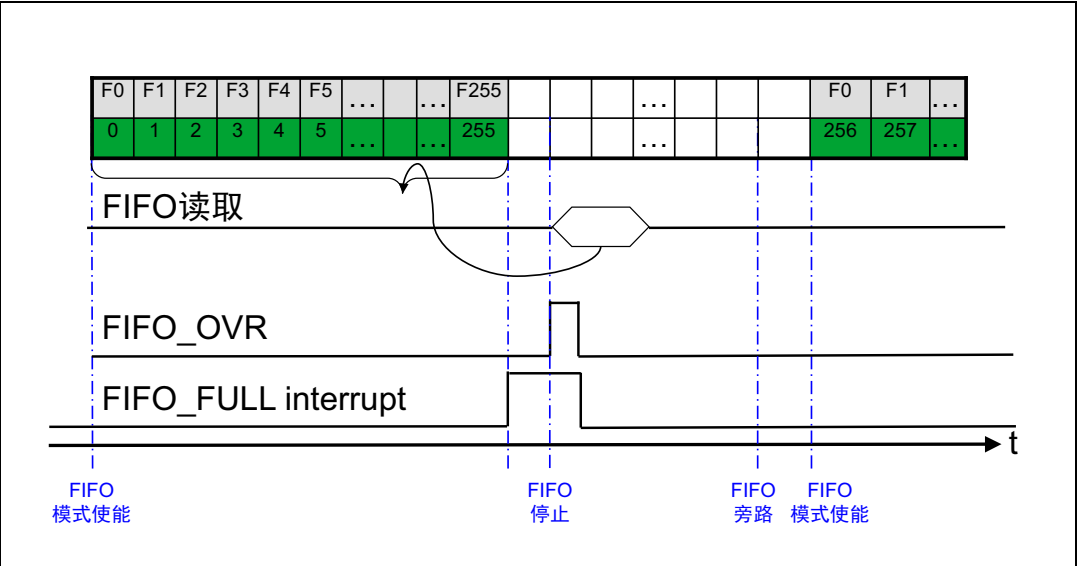 F0 F1 F2 F3 F4 F5 ... ... F255 ... F0 F1 ...
0 1 2 3 4 5 ... ... 255 ... 256 257 ...
FIFO读取
FIFO_OVR
FIFO_FULL interrupt
t
FIFO
模式使能
FIFO
停止
FIFO
旁路
FIFO
模式使能